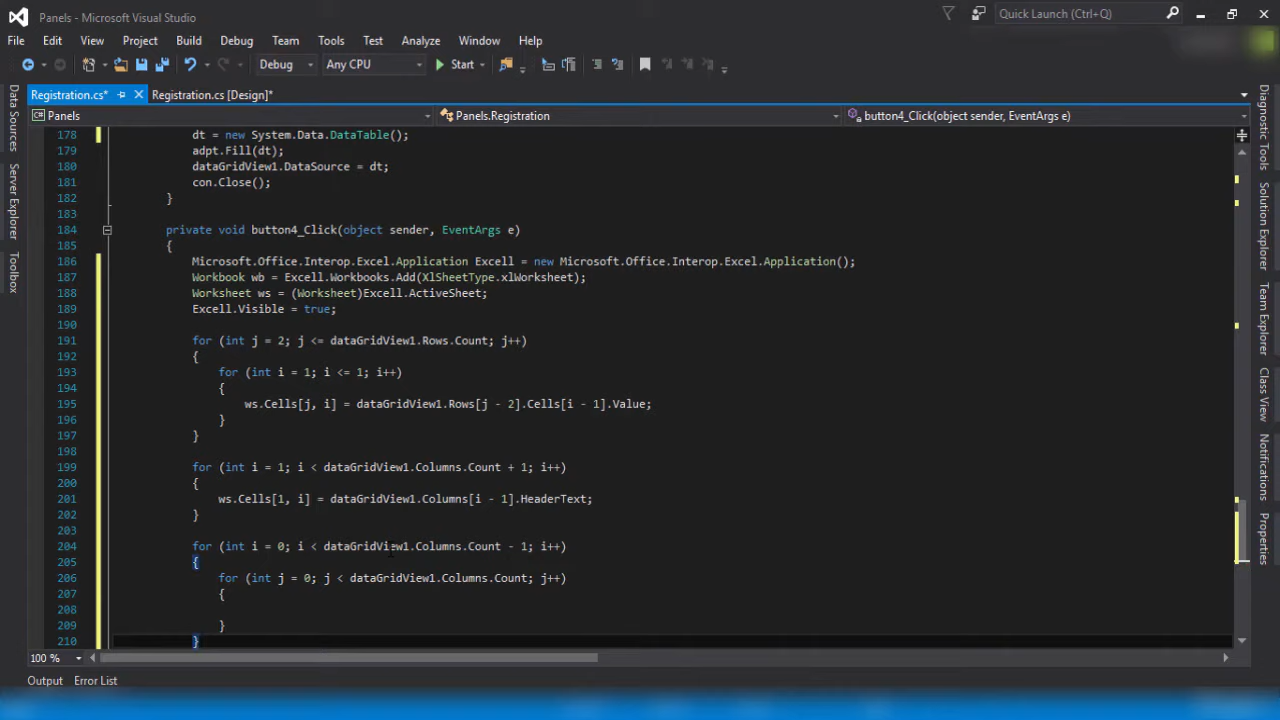 Panels - Microsoft Visual Studio
Quick Launch (Ctrl+Q)
File Edit View Project Build Debug Team Tools Test Analyze Window Help
Debug Any CPU Start
Registration.cs* Registration.cs [Design]*
Panels Panels.Registration button4_Click(object sender, EventArgs e)
Data Sources
Server Explorer
Toolbox
178 dt = new System.Data.DataTable();
179 adpt.Fill(dt);
180 dataGridView1.DataSource = dt;
181 con.Close();
182 }
183
184 private void button4_Click(object sender, EventArgs e)
185 {
186 Microsoft.Office.Interop.Excel.Application Excell = new Microsoft.Office.Interop.Excel.Application();
187 Workbook wb = Excell.Workbooks.Add(XlSheetType.xlWorksheet);
188 Worksheet ws = (Worksheet)Excell.ActiveSheet;
189 Excell.Visible = true;
190
191 for (int j = 2; j <= dataGridView1.Rows.Count; j++)
192 {
193 for (int i = 1; i <= 1; i++)
194 {
195 ws.Cells[j, i] = dataGridView1.Rows[j - 2].Cells[i - 1].Value;
196 }
197 }
198
199 for (int i = 1; i < dataGridView1.Columns.Count + 1; i++)
200 {
201 ws.Cells[1, i] = dataGridView1.Columns[i - 1].HeaderText;
202 }
203
204 for (int i = 0; i < dataGridView1.Columns.Count - 1; i++)
205 {
206 for (int j = 0; j < dataGridView1.Columns.Count; j++)
207 {
208
209 }
210 }
Diagnostic Tools
Solution Explorer
Team Explorer
Class View
Notifications
Properties
100 %
Output Error List